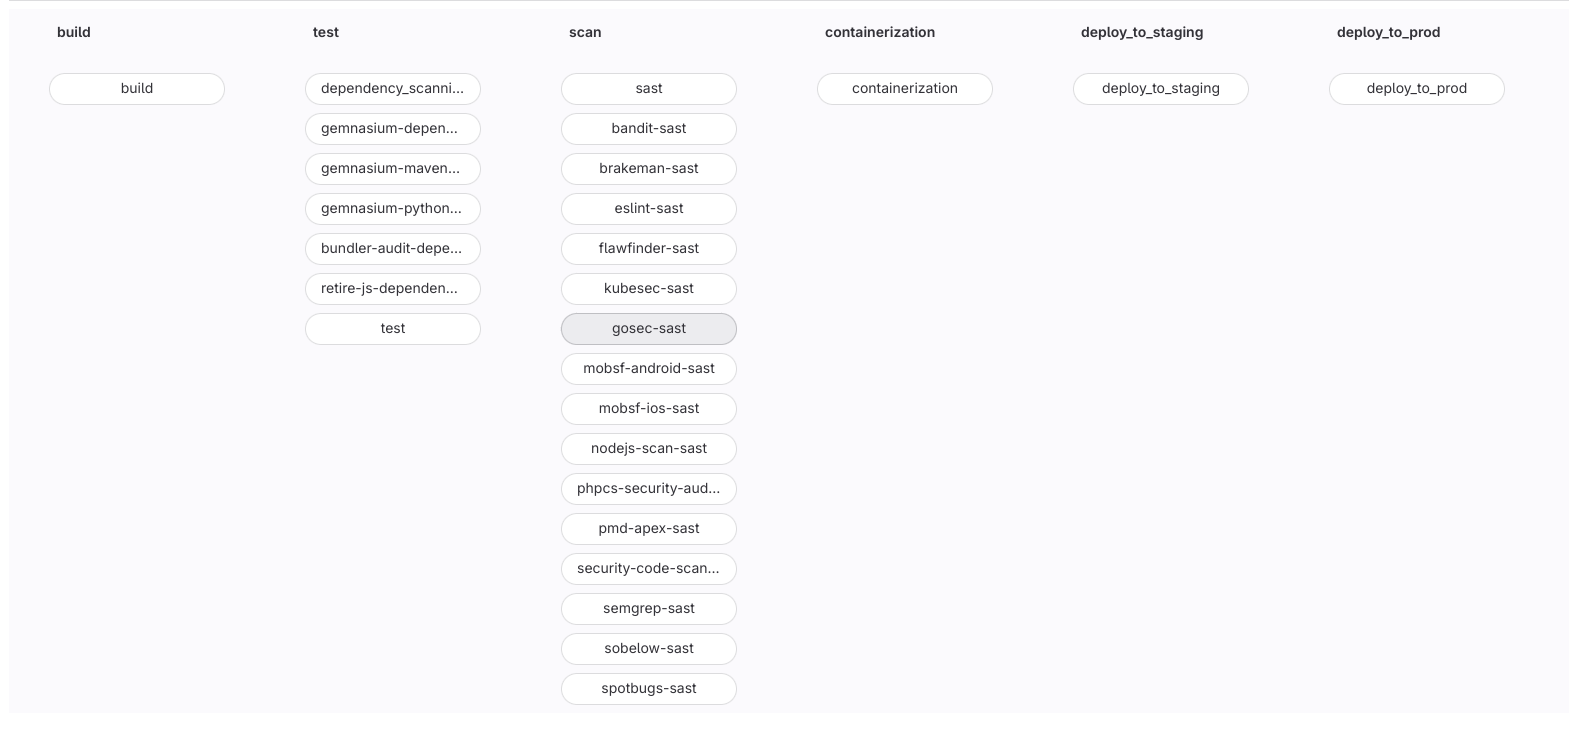 build
test
scan
containerization
deploy_to_staging
deploy_to_prod
build
dependency_scanni...
gemnasium-depen...
gemnasium-maven...
gemnasium-python...
bundler-audit-depe...
retire-js-dependen...
test
sast
bandit-sast
brakeman-sast
eslint-sast
flawfinder-sast
kubesec-sast
gosec-sast
mobsf-android-sast
mobsf-ios-sast
nodejs-scan-sast
phpcs-security-aud...
pmd-apex-sast
security-code-scan...
semgrep-sast
sobelow-sast
spotbugs-sast
containerization
deploy_to_staging
deploy_to_prod